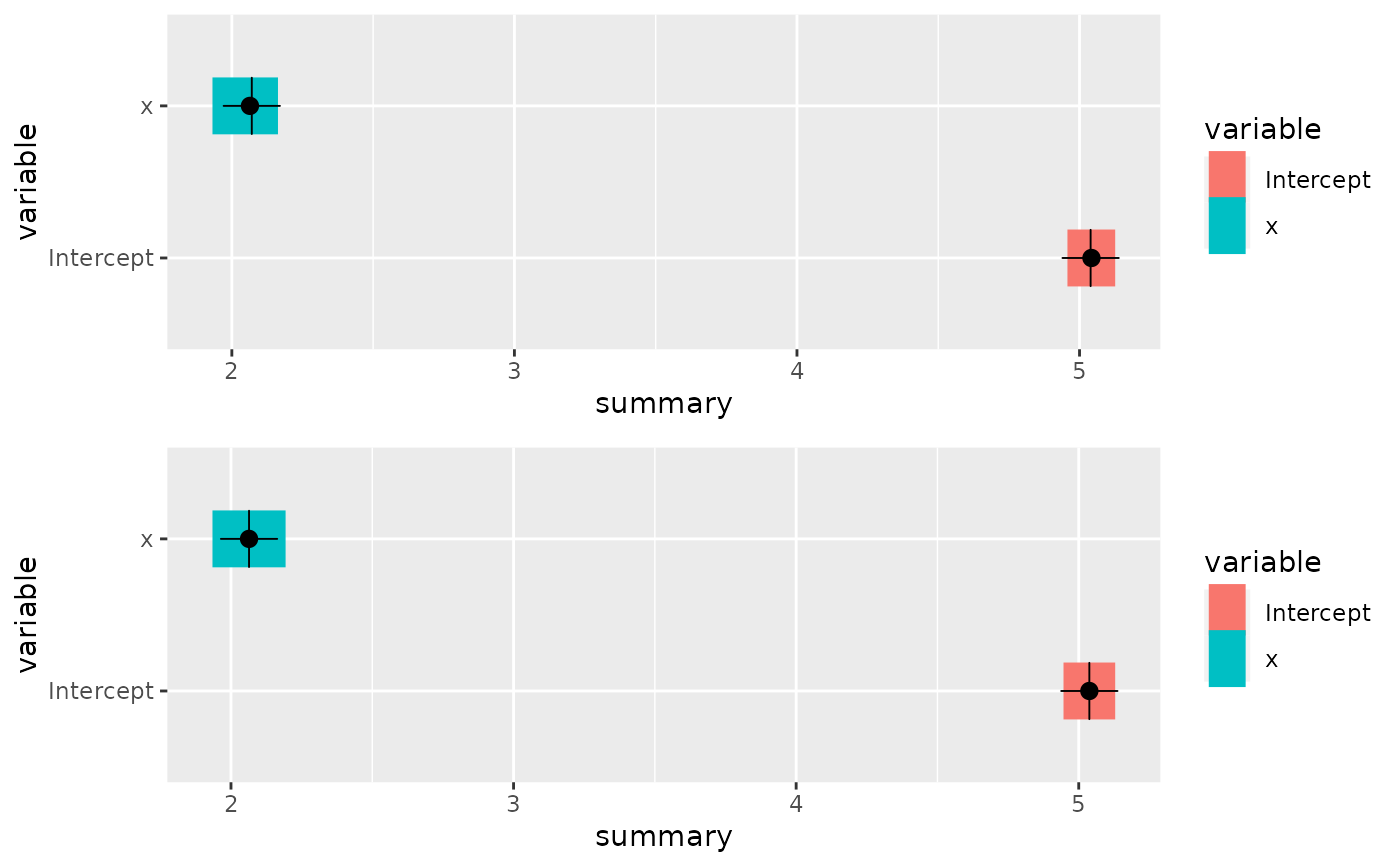 variable
x
Intercept
2 3 4 5
summary
variable
Intercept
x
variable
x
Intercept
2 3 4 5
summary
variable
Intercept
x